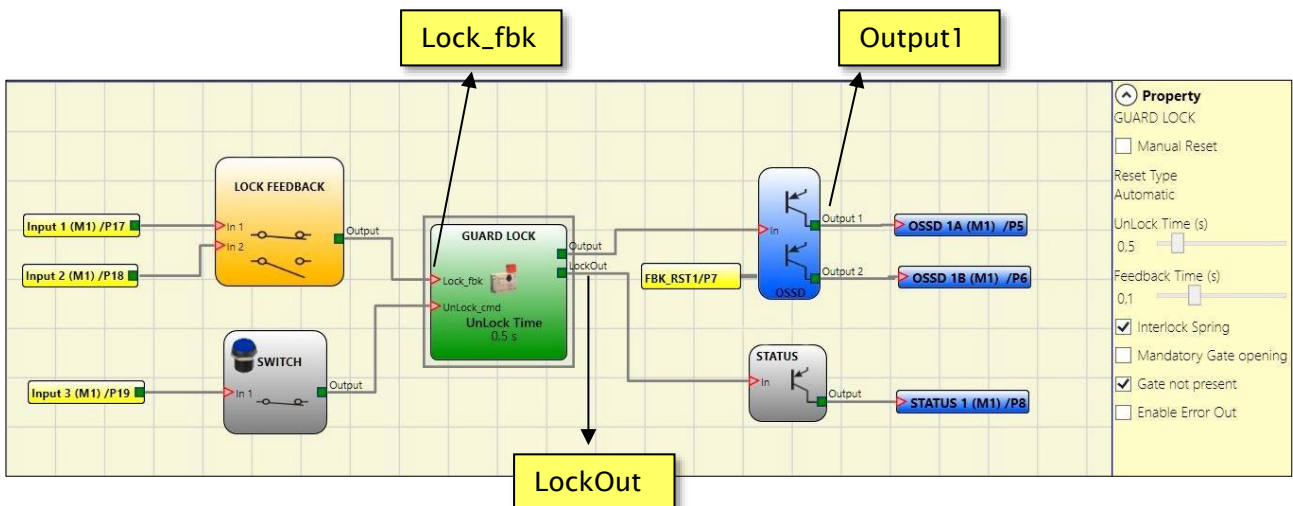 Lock_fbk
Output1
LOCK FEEDBACK
Input 1 (M1) /P17
In 1
In 2
Output
Input 2 (M1) /P18
SWITCH
Input 3 (M1) /P19
In 1
Output
GUARD LOCK
Output
LockOut
Lock_fbk
UnLock_cmd
UnLock Time
0,5 s
FBK_RST1/P7
In
Output 1
Output 2
OSSD
OSSD 1A (M1) /P5
OSSD 1B (M1) /P6
STATUS
In
Output
STATUS 1 (M1) /P8
LockOut
Property
GUARD LOCK
Manual Reset
Reset Type
Automatic
UnLock Time (s)
0,5
Feedback Time (s)
0,1
Interlock Spring
Mandatory Gate opening
Gate not present
Enable Error Out